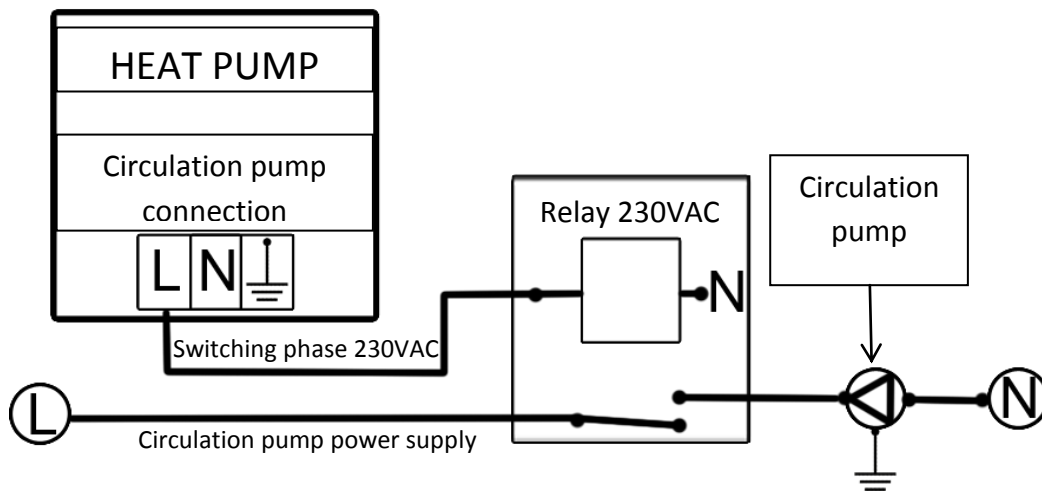 HEAT PUMP
Circulation pump
connection
L N
Relay 230VAC
N
Circulation
pump
Switching phase 230VAC
L
Circulation pump power supply
N